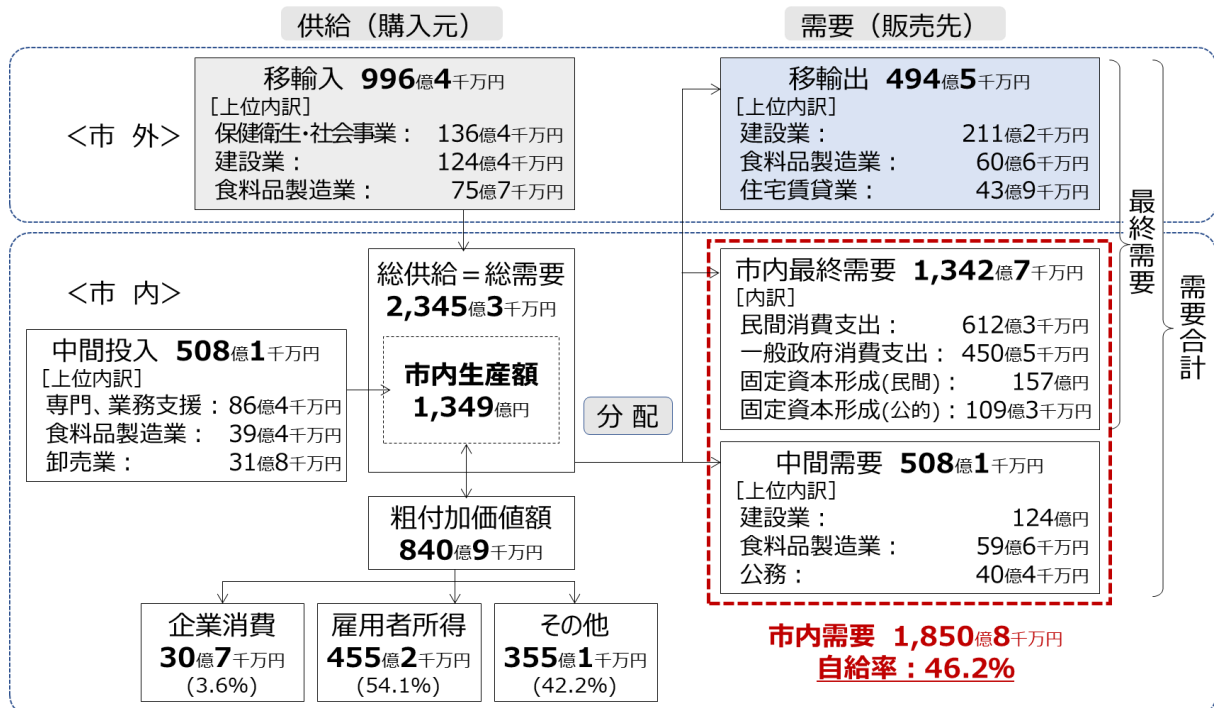 供給（購入元）
需要（販売先）
＜市 外＞
移輸入 996億4千万円
[上位内訳]
保健衛生・社会事業： 136億4千万円
建設業： 124億4千万円
食料品製造業： 75億7千万円
移輸出 494億5千万円
[上位内訳]
建設業： 211億2千万円
食料品製造業： 60億6千万円
住宅賃貸業： 43億9千万円
最終需要
需要合計
＜市 内＞
中間投入 508億1千万円
[上位内訳]
専門、業務支援：86億4千万円
食料品製造業： 39億4千万円
卸売業： 31億8千万円
総供給＝総需要
2,345億3千万円
市内生産額
1,349億円
分 配
市内最終需要 1,342億7千万円
[内訳]
民間消費支出： 612億3千万円
一般政府消費支出：450億5千万円
固定資本形成(民間)： 157億円
固定資本形成(公的)：109億3千万円
中間需要 508億1千万円
[上位内訳]
建設業： 124億円
食料品製造業： 59億6千万円
公務： 40億4千万円
粗付加価値額
840億9千万円
企業消費
30億7千万円
(3.6%)
雇用者所得
455億2千万円
(54.1%)
その他
355億1千万円
(42.2%)
市内需要 1,850億8千万円
自給率：46.2%